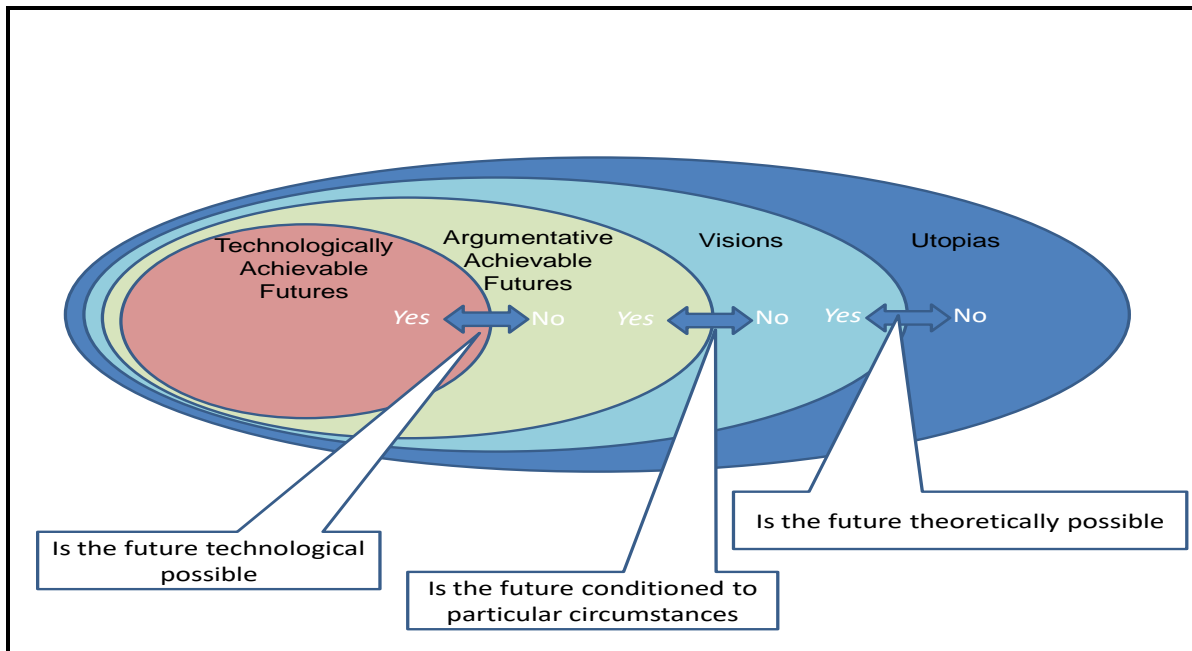 Technologically
Achievable
Futures
Argumentative
Achievable
Futures
Visions
Utopias
Yes
No
Yes
No
Yes
No
Is the future technological
possible
Is the future conditioned to
particular circumstances
Is the future theoretically possible